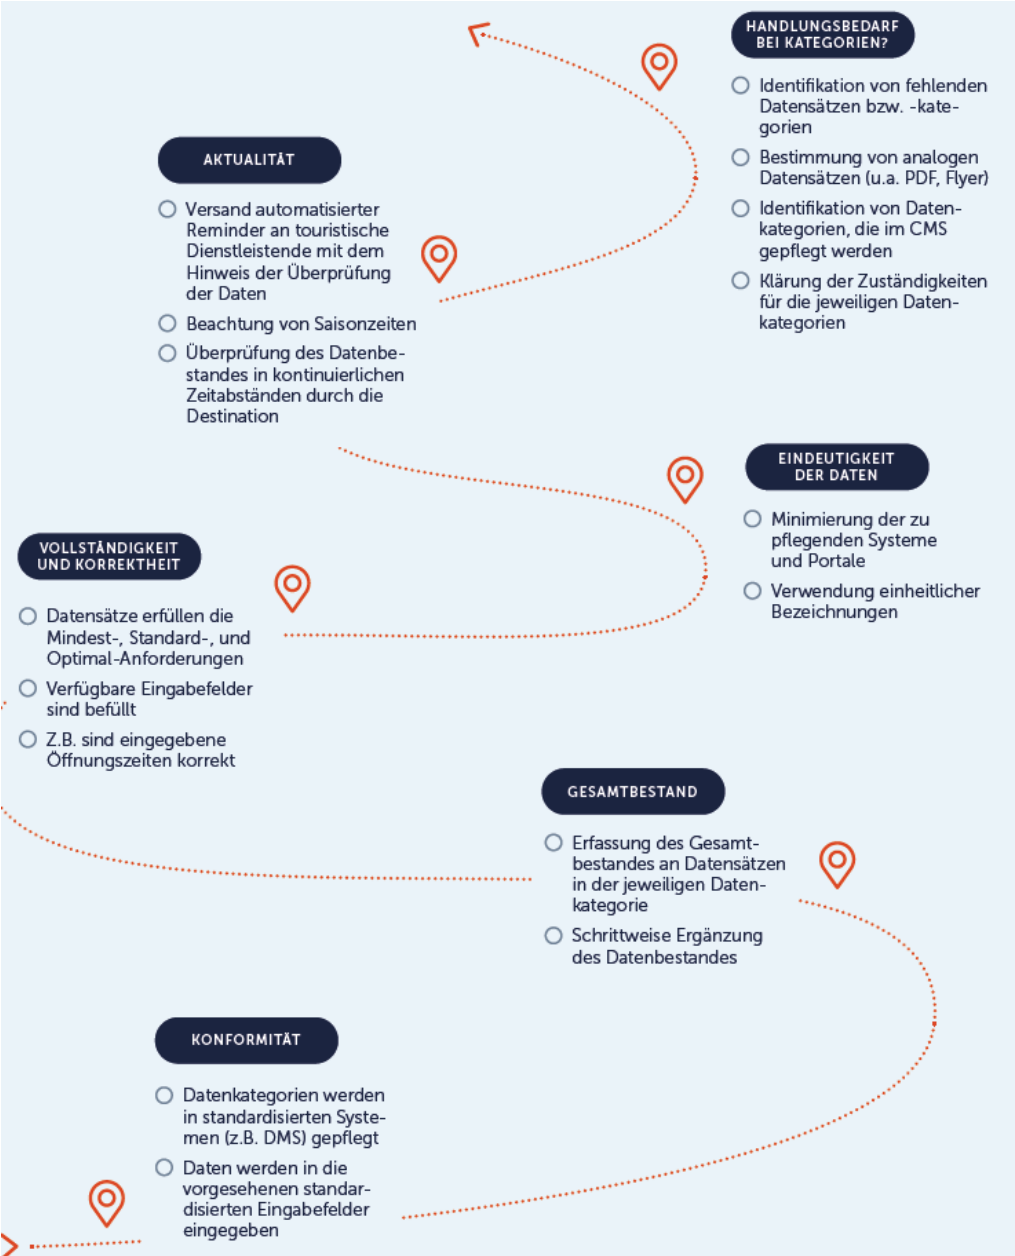 HANDLUNGSBEDARF
BEI KATEGORIEN?
Identifikation von fehlenden
Datensätzen bzw. -kate-
gorien
Bestimmung von analogen
Datensätzen (u.a. PDF, Flyer)
Identifikation von Daten-
kategorien, die im CMS
gepflegt werden
Klärung der Zuständigkeiten
für die jeweiligen Daten-
kategorien
AKTUALITÄT
Versand automatisierter
Reminder an touristische
Dienstleistende mit dem
Hinweis der Überprüfung
der Daten
Beachtung von Saisonzeiten
Überprüfung des Datenbe-
standes in kontinuierlichen
Zeitabständen durch die
Destination
EINDEUTIGKEIT
DER DATEN
Minimierung der zu
pflegenden Systeme
und Portale
Verwendung einheitlicher
Bezeichnungen
VOLLSTÄNDIGKEIT
UND KORREKTHEIT
Datensätze erfüllen die
Mindest-, Standard-, und
Optimal-Anforderungen
Verfügbare Eingabefelder
sind befüllt
Z.B. sind eingegebene
Öffnungszeiten korrekt
GESAMTBESTAND
Erfassung des Gesamt-
bestandes an Datensätzen
in der jeweiligen Daten-
kategorie
Schrittweise Ergänzung
des Datenbestandes
KONFORMITÄT
Datenkategorien werden
in standardisierten Syste-
men (z.B. DMS) gepflegt
Daten werden in die
vorgesehenen standar-
disierten Eingabefelder
eingegeben